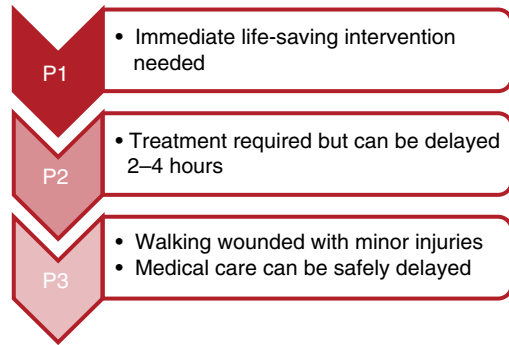 P1
• Immediate life-saving intervention
needed
P2
• Treatment required but can be delayed
2–4 hours
P3
• Walking wounded with minor injuries
• Medical care can be safely delayed